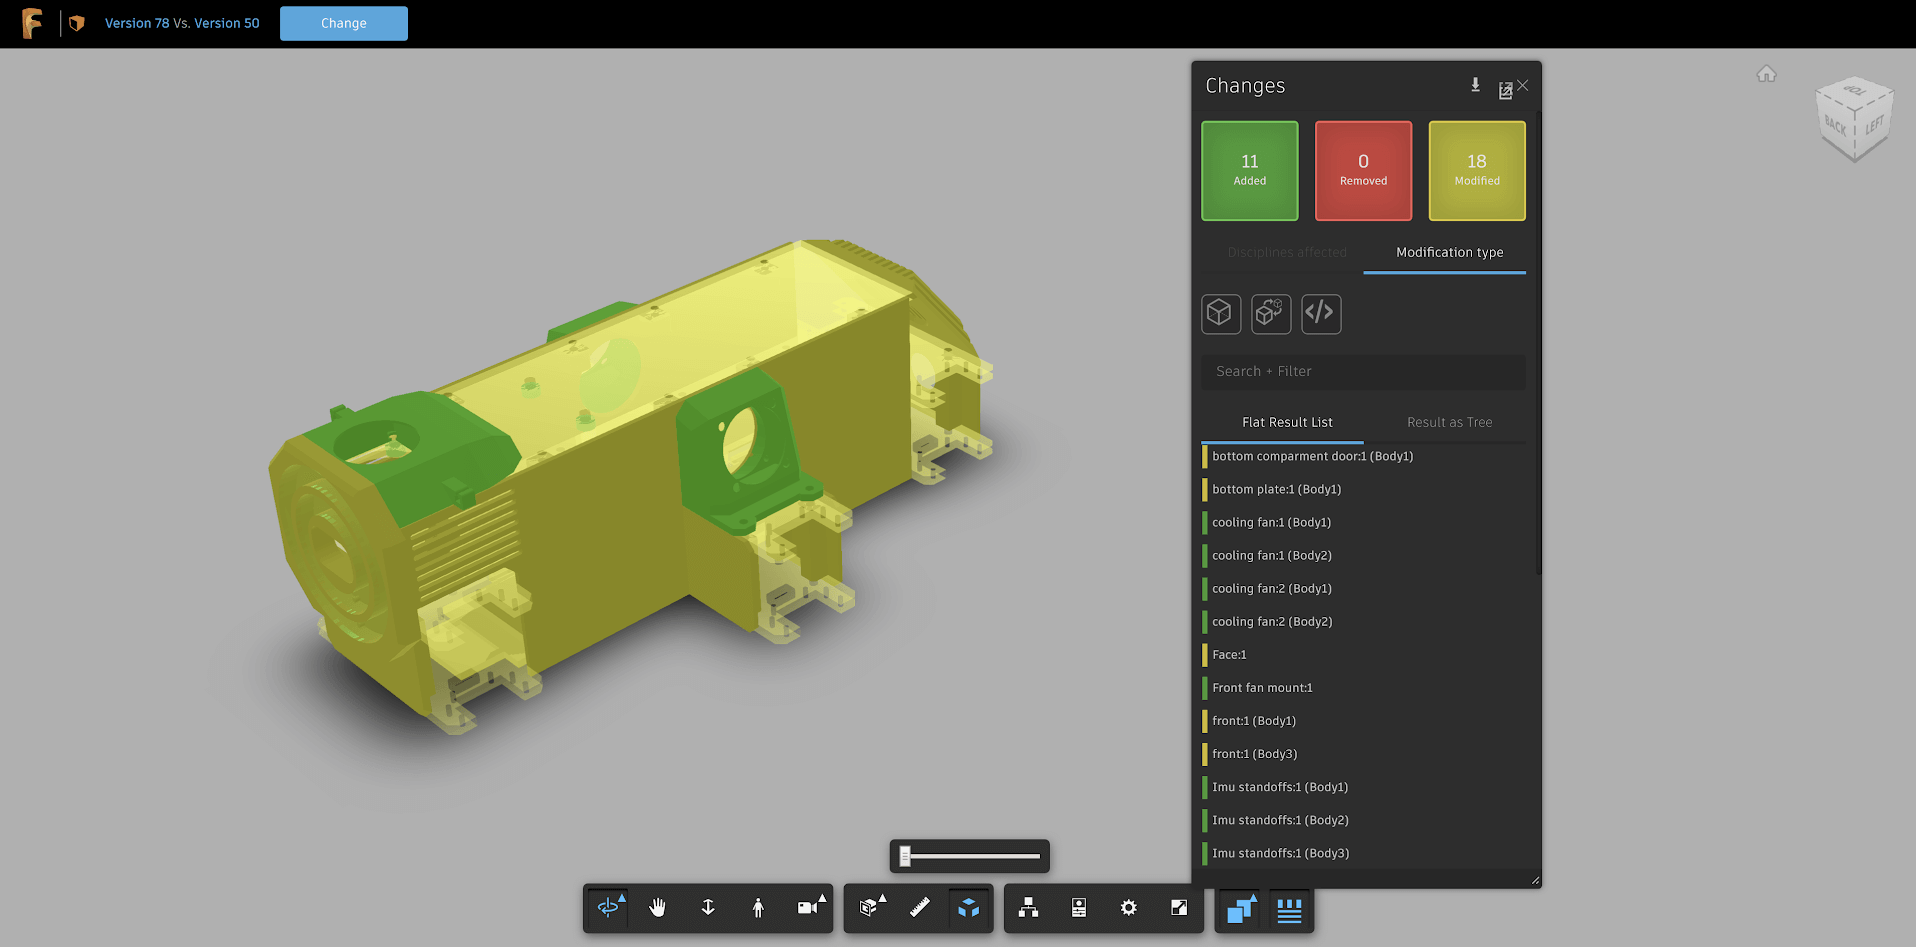 Version 78 Vs. Version 50
Change
Changes
11
Added
0
Removed
18
Modified
Disciplines affected
Modification type
Search + Filter
Flat Result List
Result as Tree
bottom comparment door:1 (Body1)
bottom plate:1 (Body1)
cooling fan:1 (Body1)
cooling fan:1 (Body2)
cooling fan:2 (Body1)
cooling fan:2 (Body2)
Face:1
Front fan mount:1
front:1 (Body1)
front:1 (Body3)
Imu standoffs:1 (Body1)
Imu standoffs:1 (Body2)
Imu standoffs:1 (Body3)
TOP
BACK
LEFT